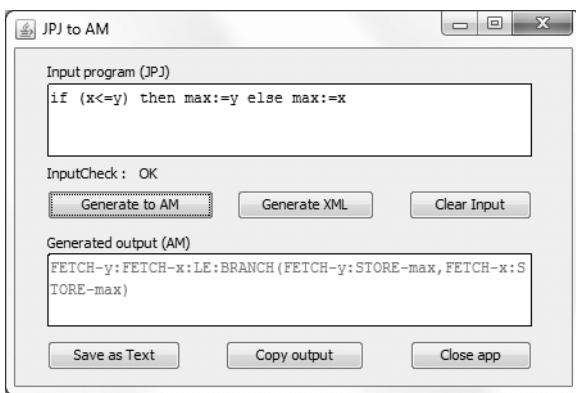 JPJ to AM
Input program (JPJ)
if (x<=y) then max:=y else max:=x
InputCheck : OK
Generate to AM Generate XML Clear Input
Generated output (AM)
FETCH-y:FETCH-x:LE:BRANCH(FETCH-y:STORE-max,FETCH-x:S
TORE-max)
Save as Text Copy output Close app